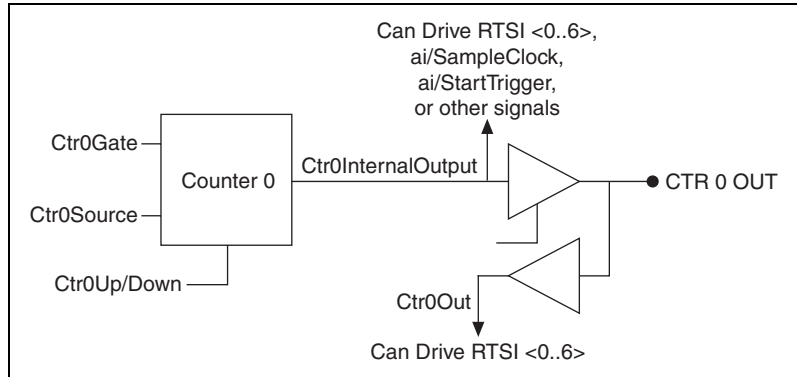 Can Drive RTSI <0..6>,
ai/SampleClock,
ai/StartTrigger,
or other signals
Ctr0Gate
Counter 0
Ctr0InternalOutput
CTR 0 OUT
Ctr0Source
Ctr0Up/Down
Ctr0Out
Can Drive RTSI <0..6>